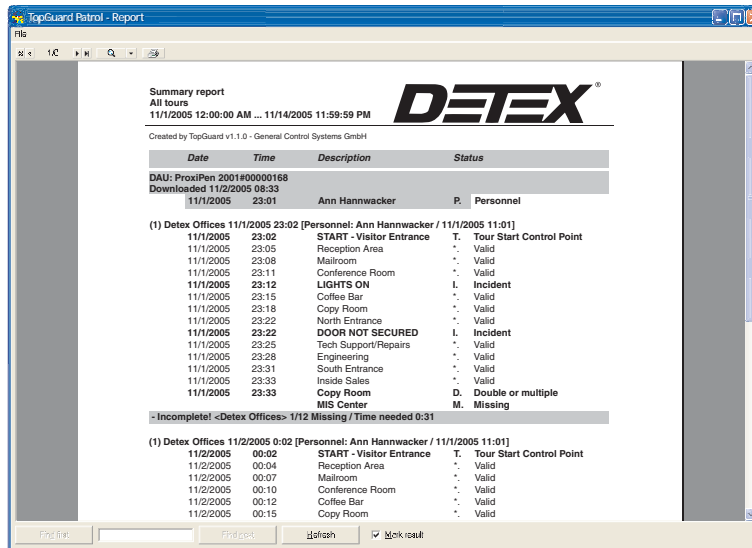 TopGuard Patrol - Report
File
Summary report
All tours
11/1/2005 12:00:00 AM ... 11/14/2005 11:59:59 PM
DETEX®
Created by TopGuard v1.1.0 - General Control Systems GmbH
Date Time Description Status
DAU: ProxiPen 2001#00000168
Downloaded 11/2/2005 08:33
11/1/2005 23:01 Ann Hannwacker P. Personnel
(1) Detex Offices 11/1/2005 23:02 [Personnel: Ann Hannwacker / 11/1/2005 11:01]
11/1/2005 23:02 START - Visitor Entrance T. Tour Start Control Point
11/1/2005 23:05 Reception Area *. Valid
11/1/2005 23:08 Mailroom *. Valid
11/1/2005 23:11 Conference Room *. Valid
11/1/2005 23:12 LIGHTS ON I. Incident
11/1/2005 23:15 Coffee Bar *. Valid
11/1/2005 23:18 Copy Room *. Valid
11/1/2005 23:22 North Entrance *. Valid
11/1/2005 23:22 DOOR NOT SECURED I. Incident
11/1/2005 23:25 Tech Support/Repairs *. Valid
11/1/2005 23:28 Engineering *. Valid
11/1/2005 23:31 South Entrance *. Valid
11/1/2005 23:33 Inside Sales *. Valid
11/1/2005 23:33 Copy Room D. Double or multiple
MIS Center M. Missing
- Incomplete! <Detex Offices> 1/12 Missing / Time needed 0:31
(1) Detex Offices 11/2/2005 0:02 [Personnel: Ann Hannwacker / 11/1/2005 11:01]
11/2/2005 00:02 START - Visitor Entrance T. Tour Start Control Point
11/2/2005 00:04 Reception Area *. Valid
11/2/2005 00:07 Mailroom *. Valid
11/2/2005 00:10 Conference Room *. Valid
11/2/2005 00:12 Coffee Bar *. Valid
11/2/2005 00:15 Copy Room *. Valid
Find first Find next Refresh Mark result